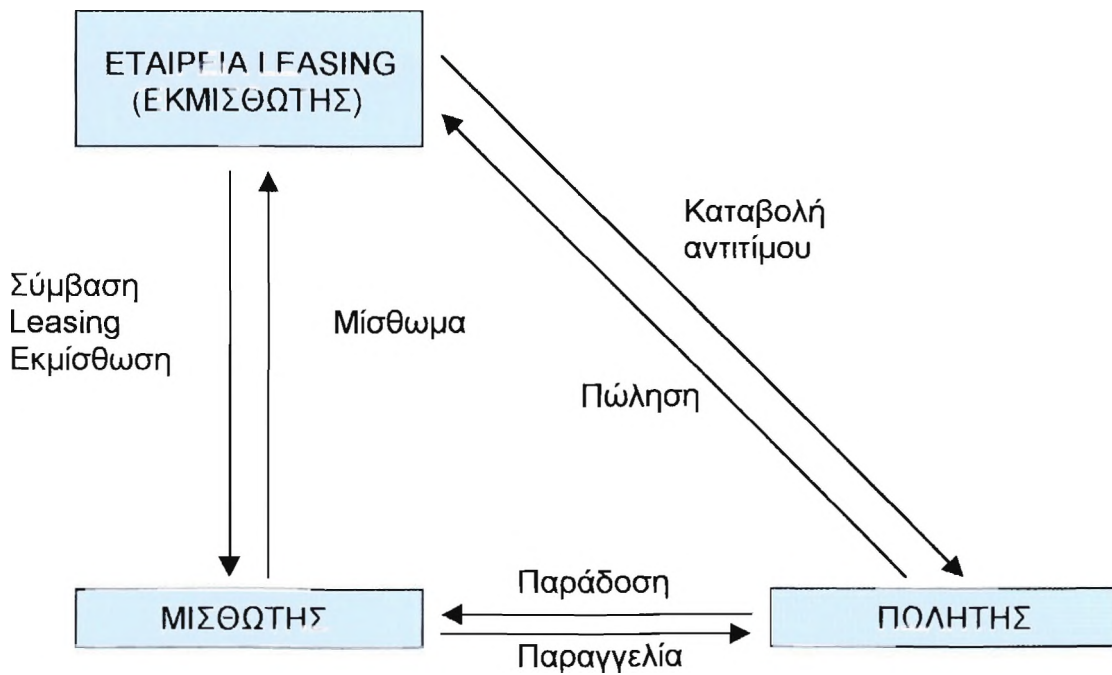 ΕΤΑΙΡΕΙΑ LEASING
(ΕΚΜΙΣΘΩΤΗΣ)
Καταβολή
αντιτίμου
Σύμβαση
Leasing
Εκμίσθωση
Μίσθωμα
Πώληση
Παράδοση
ΜΙΣΘΩΤΗΣ
ΠΩΛΗΤΗΣ
Παραγγελία